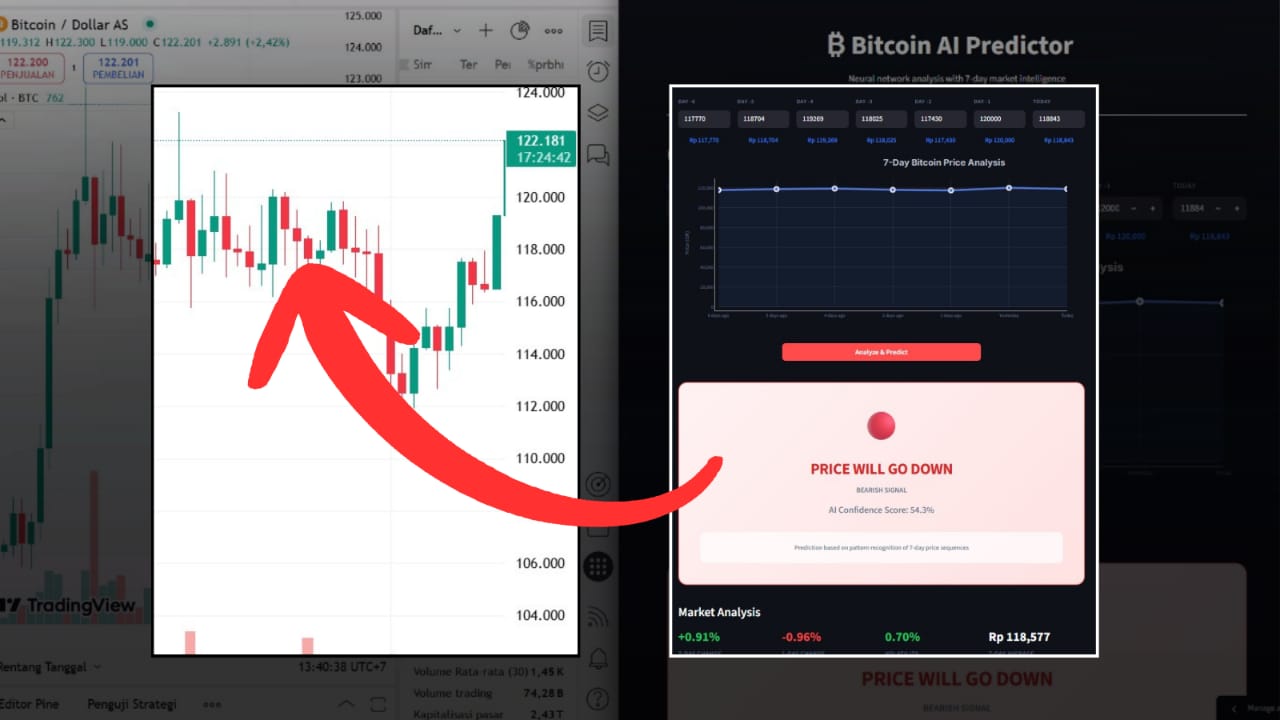 Bitcoin / Dollar AS
119.312 H122.300 L119.000 C122.201 +2.891 (+2,42%)
122.200
PENJUALAN
1
122.201
PEMBELIAN
ol · BTC 762
125.000
124.000
123.000
Daf...
Sim Ter Pei %prbhi
124.000
122.181
17:24:42
120.000
118.000
116.000
114.000
112.000
110.000
106.000
104.000
TradingView
Rentang Tanggal
13:40:38 UTC+7
Editor Pine
Penguji Strategi
Volume Rata-rata (30) 1,45 K
Volume trading 74,28 B
Kapitalisasi pasar 2,43 T
Bitcoin AI Predictor
Neural network analysis with 7-day market intelligence
DAY -6 DAY -5 DAY -4 DAY -3 DAY -2 DAY -1 TODAY
117770 118704 119269 118025 117430 120000 118843
Rp 117,770 Rp 118,704 Rp 119,269 Rp 118,025 Rp 117,430 Rp 120,000 Rp 118,843
7-Day Bitcoin Price Analysis
Analyze & Predict
PRICE WILL GO DOWN
BEARISH SIGNAL
AI Confidence Score: 54.3%
Prediction based on pattern recognition of 7-day price sequences
Market Analysis
+0.91% -0.96% 0.70% Rp 118,577
TODAY
11884 - +
Rp 120,000 Rp 118,843
ysis
PRICE WILL GO DOWN
BEARISH SIGNAL